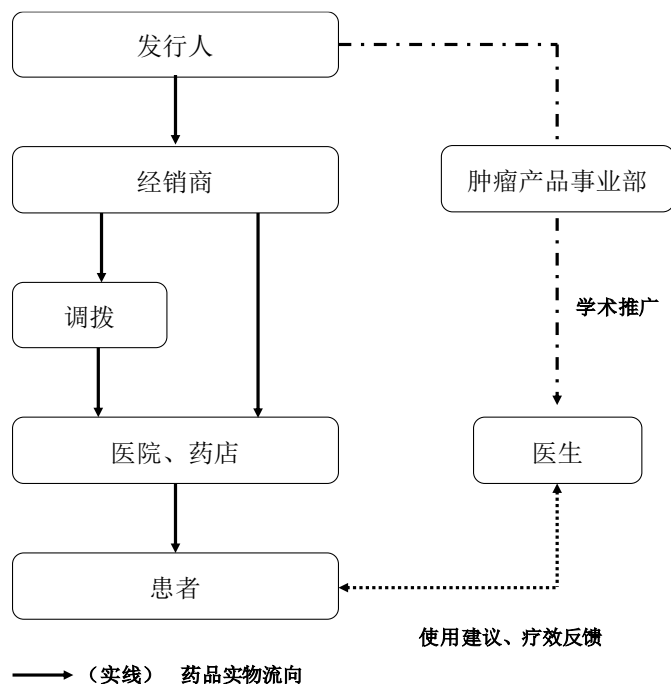 发行人
经销商
肿瘤产品事业部
调拨
学术推广
医院、药店
医生
患者
使用建议、疗效反馈
（实线） 药品实物流向